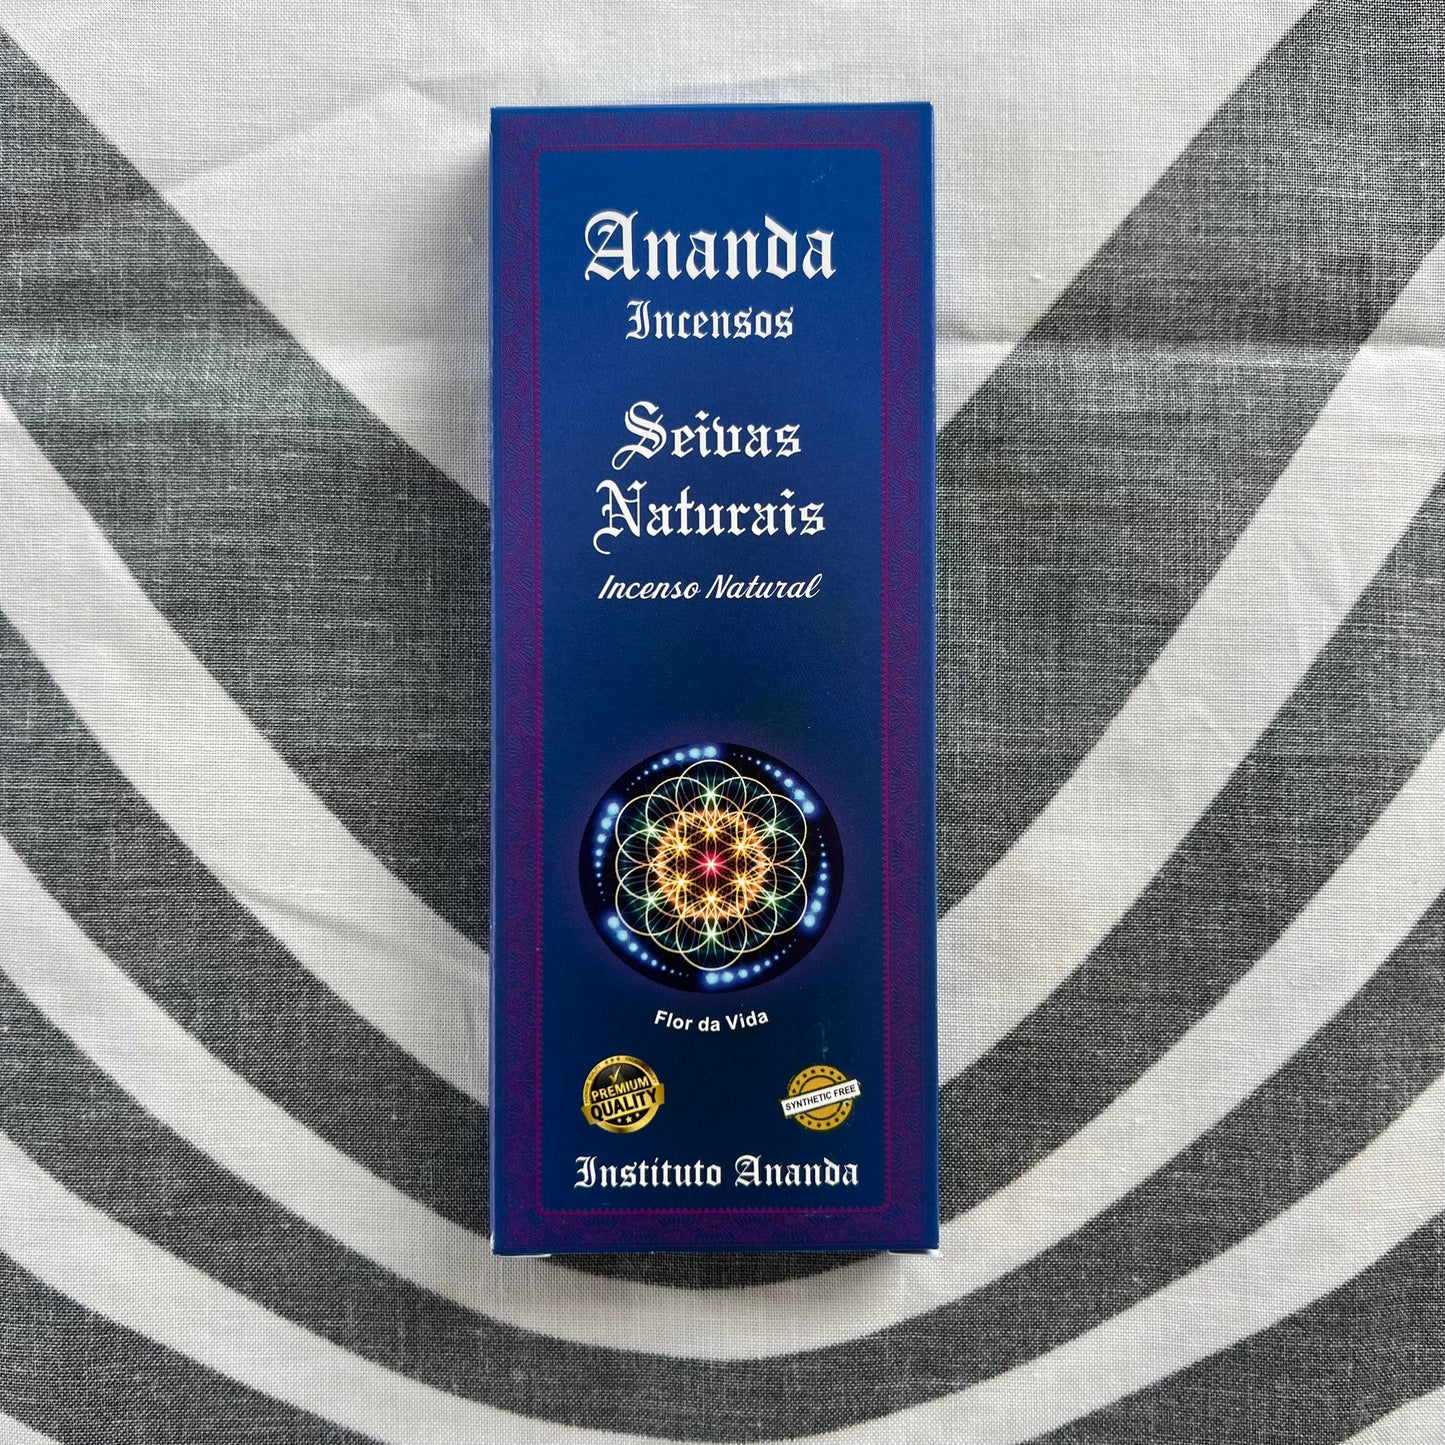 Ananda
Incensos
Seivas
Naturais
Incenso Natural
Flor da Vida
PREMIUM
QUALITY
SYNTHETIC FREE
Instituto Ananda